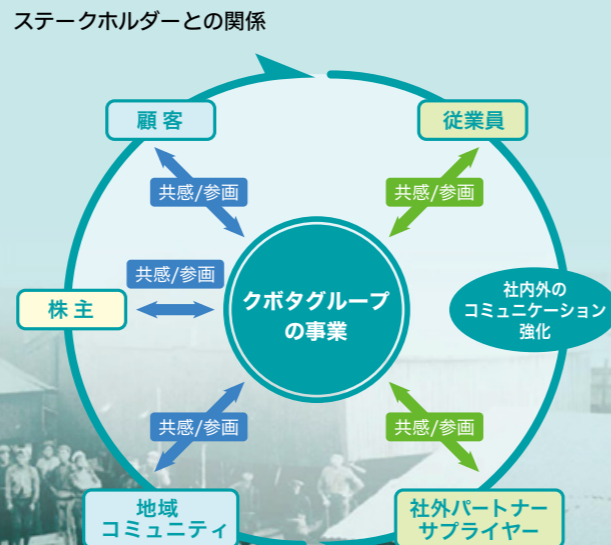 ステークホルダーとの関係
顧 客
従業員
共感/参画
共感/参画
共感/参画
株 主
クボタグループ
の事業
社内外の
コミュニケーション
強化
共感/参画
共感/参画
地域
コミュニティ
社外パートナー
サプライヤー